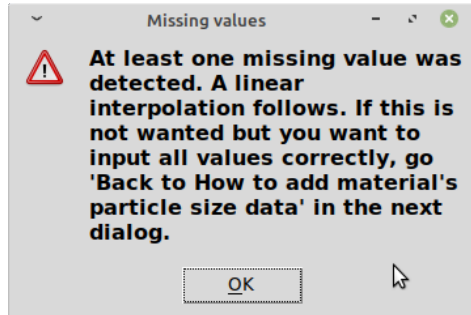 Missing values
At least one missing value was
detected. A linear
interpolation follows. If this is
not wanted but you want to
input all values correctly, go
'Back to How to add material's
particle size data' in the next
dialog.
OK